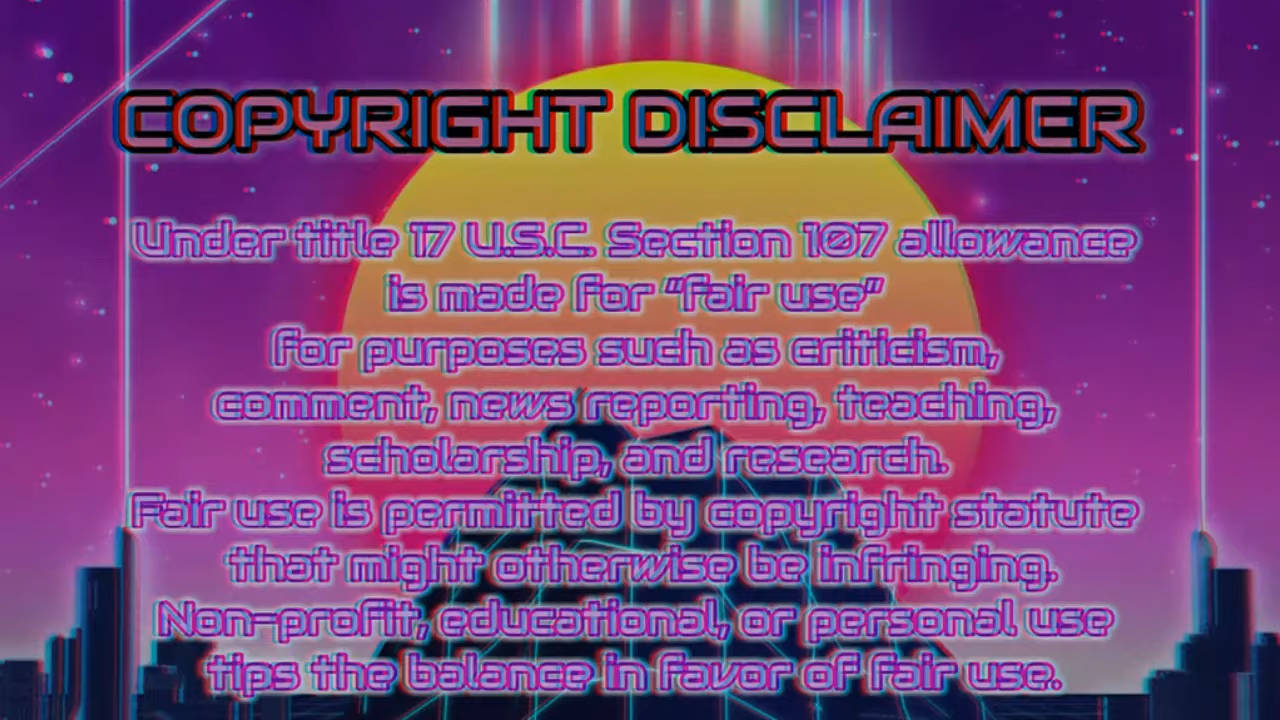 COPYRIGHT DISCLAIMER
Under title 17 U.S.C. Section 107 allowance
is made for "fair use"
for purposes such as criticism,
comment, news reporting, teaching,
scholarship, and research.
Fair use is permitted by copyright statute
that might otherwise be infringing.
Non-profit, educational, or personal use
tips the balance in favor of fair use.